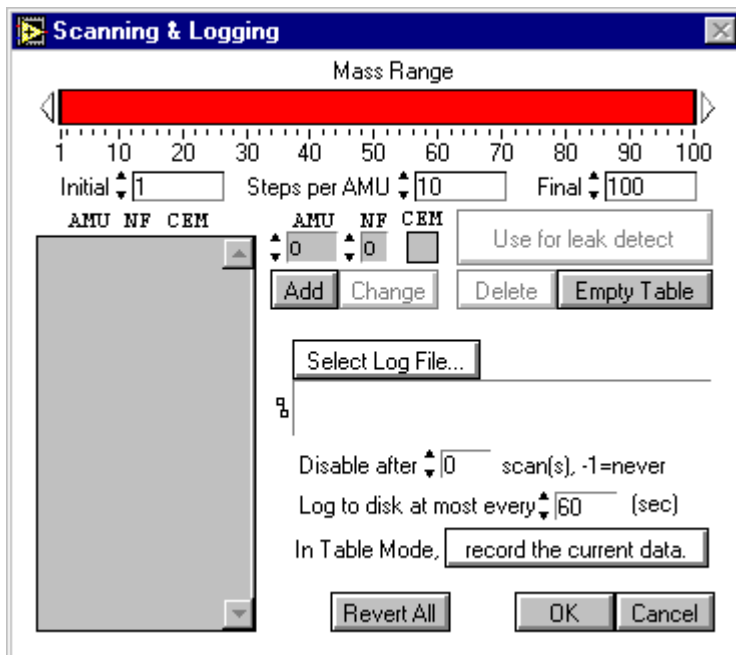 Scanning & Logging
Mass Range
1 10 20 30 40 50 60 70 80 90 100
Initial 1 Steps per AMU 10 Final 100
AMU NF CEM AMU NF CEM
0 0 Use for leak detect
Add Change Delete Empty Table
Select Log File...
Disable after 0 scan(s), -1=never
Log to disk at most every 60 (sec)
In Table Mode, record the current data.
Revert All OK Cancel